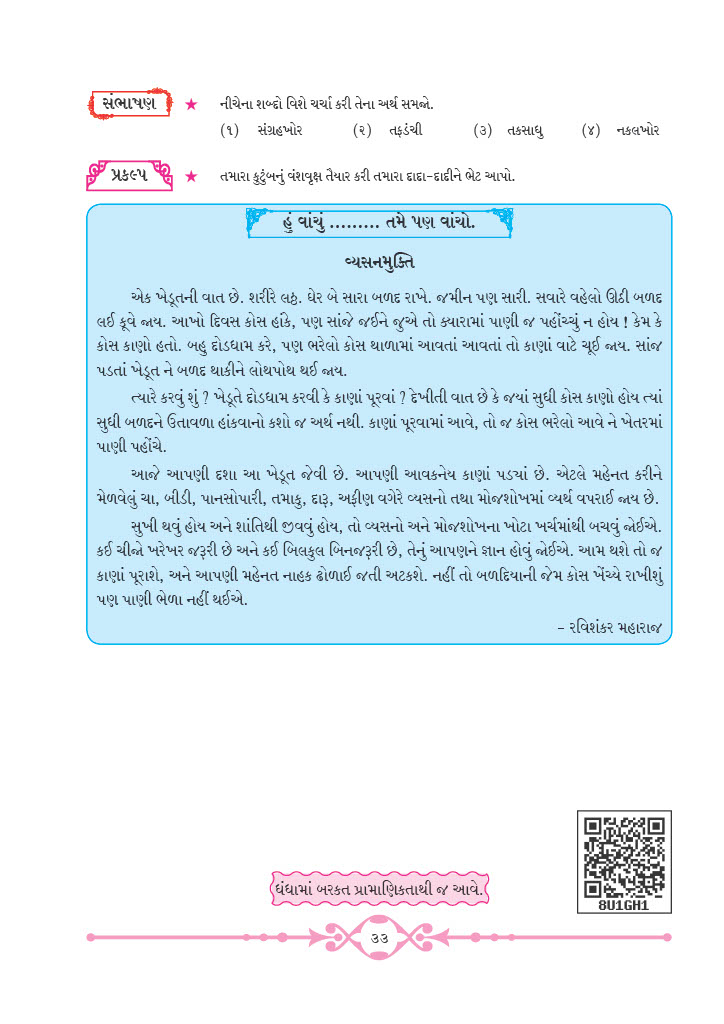 સંભાષણ ★ નીચેના શબ્દો વિશે ચર્ચા કરી તેના અર્થ સમજો.
(૧) સંગ્રહખોર (૨) તફડંચી (૩) તકસાધુ (૪) નકલખોર
પ્રકલ્પ ★ તમારા કુટુંબનું વંશવૃક્ષ તૈયાર કરી તમારા દાદા-દાદીને ભેટ આપો.
હું વાંચું ......... તમે પણ વાંચો.
વ્યસનમુક્તિ
એક ખેડૂતની વાત છે. શરીરે લઠ્ઠ. ઘેર બે સારા બળદ રાખે. જમીન પણ સારી. સવારે વહેલો ઊઠી બળદ
લઈ કૂવે જાય. આખો દિવસ કોસ હાંકે, પણ સાંજે જઈને જુએ તો ક્યારામાં પાણી જ પહોંચ્યું ન હોય ! કેમ કે
કોસ કાણો હતો. બહુ દોડધામ કરે, પણ ભરેલો કોસ થાળામાં આવતાં આવતાં તો કાણાં વાટે ચૂઈ જાય. સાંજ
પડતાં ખેડૂત ને બળદ થાકીને લોથપોથ થઈ જાય.
ત્યારે કરવું શું ? ખેડૂતે દોડધામ કરવી કે કાણાં પૂરવાં ? દેખીતી વાત છે કે જયાં સુધી કોસ કાણો હોય ત્યાં
સુધી બળદને ઉતાવળા હાંકવાનો કશો જ અર્થ નથી. કાણાં પૂરવામાં આવે, તો જ કોસ ભરેલો આવે ને ખેતરમાં
પાણી પહોંચે.
આજે આપણી દશા આ ખેડૂત જેવી છે. આપણી આવકનેય કાણાં પડ્યાં છે. એટલે મહેનત કરીને
મેળવેલું ચા, બીડી, પાનસોપારી, તમાકુ, દારૂ, અફીણ વગેરે વ્યસનો તથા મોજશોખમાં વ્યર્થ વપરાઈ જાય છે.
સુખી થવું હોય અને શાંતિથી જીવવું હોય, તો વ્યસનો અને મોજશોખના ખોટા ખર્ચમાંથી બચવું જોઈએ.
કઈ ચીજો ખરેખર જરૂરી છે અને કઈ બિલકુલ બિનજરૂરી છે, તેનું આપણને જ્ઞાન હોવું જોઈએ. આમ થશે તો જ
કાણાં પૂરાશે, અને આપણી મહેનત નાહક ઢોળાઈ જતી અટકશે. નહીં તો બળદિયાની જેમ કોસ ખેંચ્યે રાખીશું
પણ પાણી ભેળા નહીં થઈએ.
– રવિશંકર મહારાજ
8U1GH1
ધંધામાં બરકત પ્રામાણિકતાથી જ આવે.
૩૩